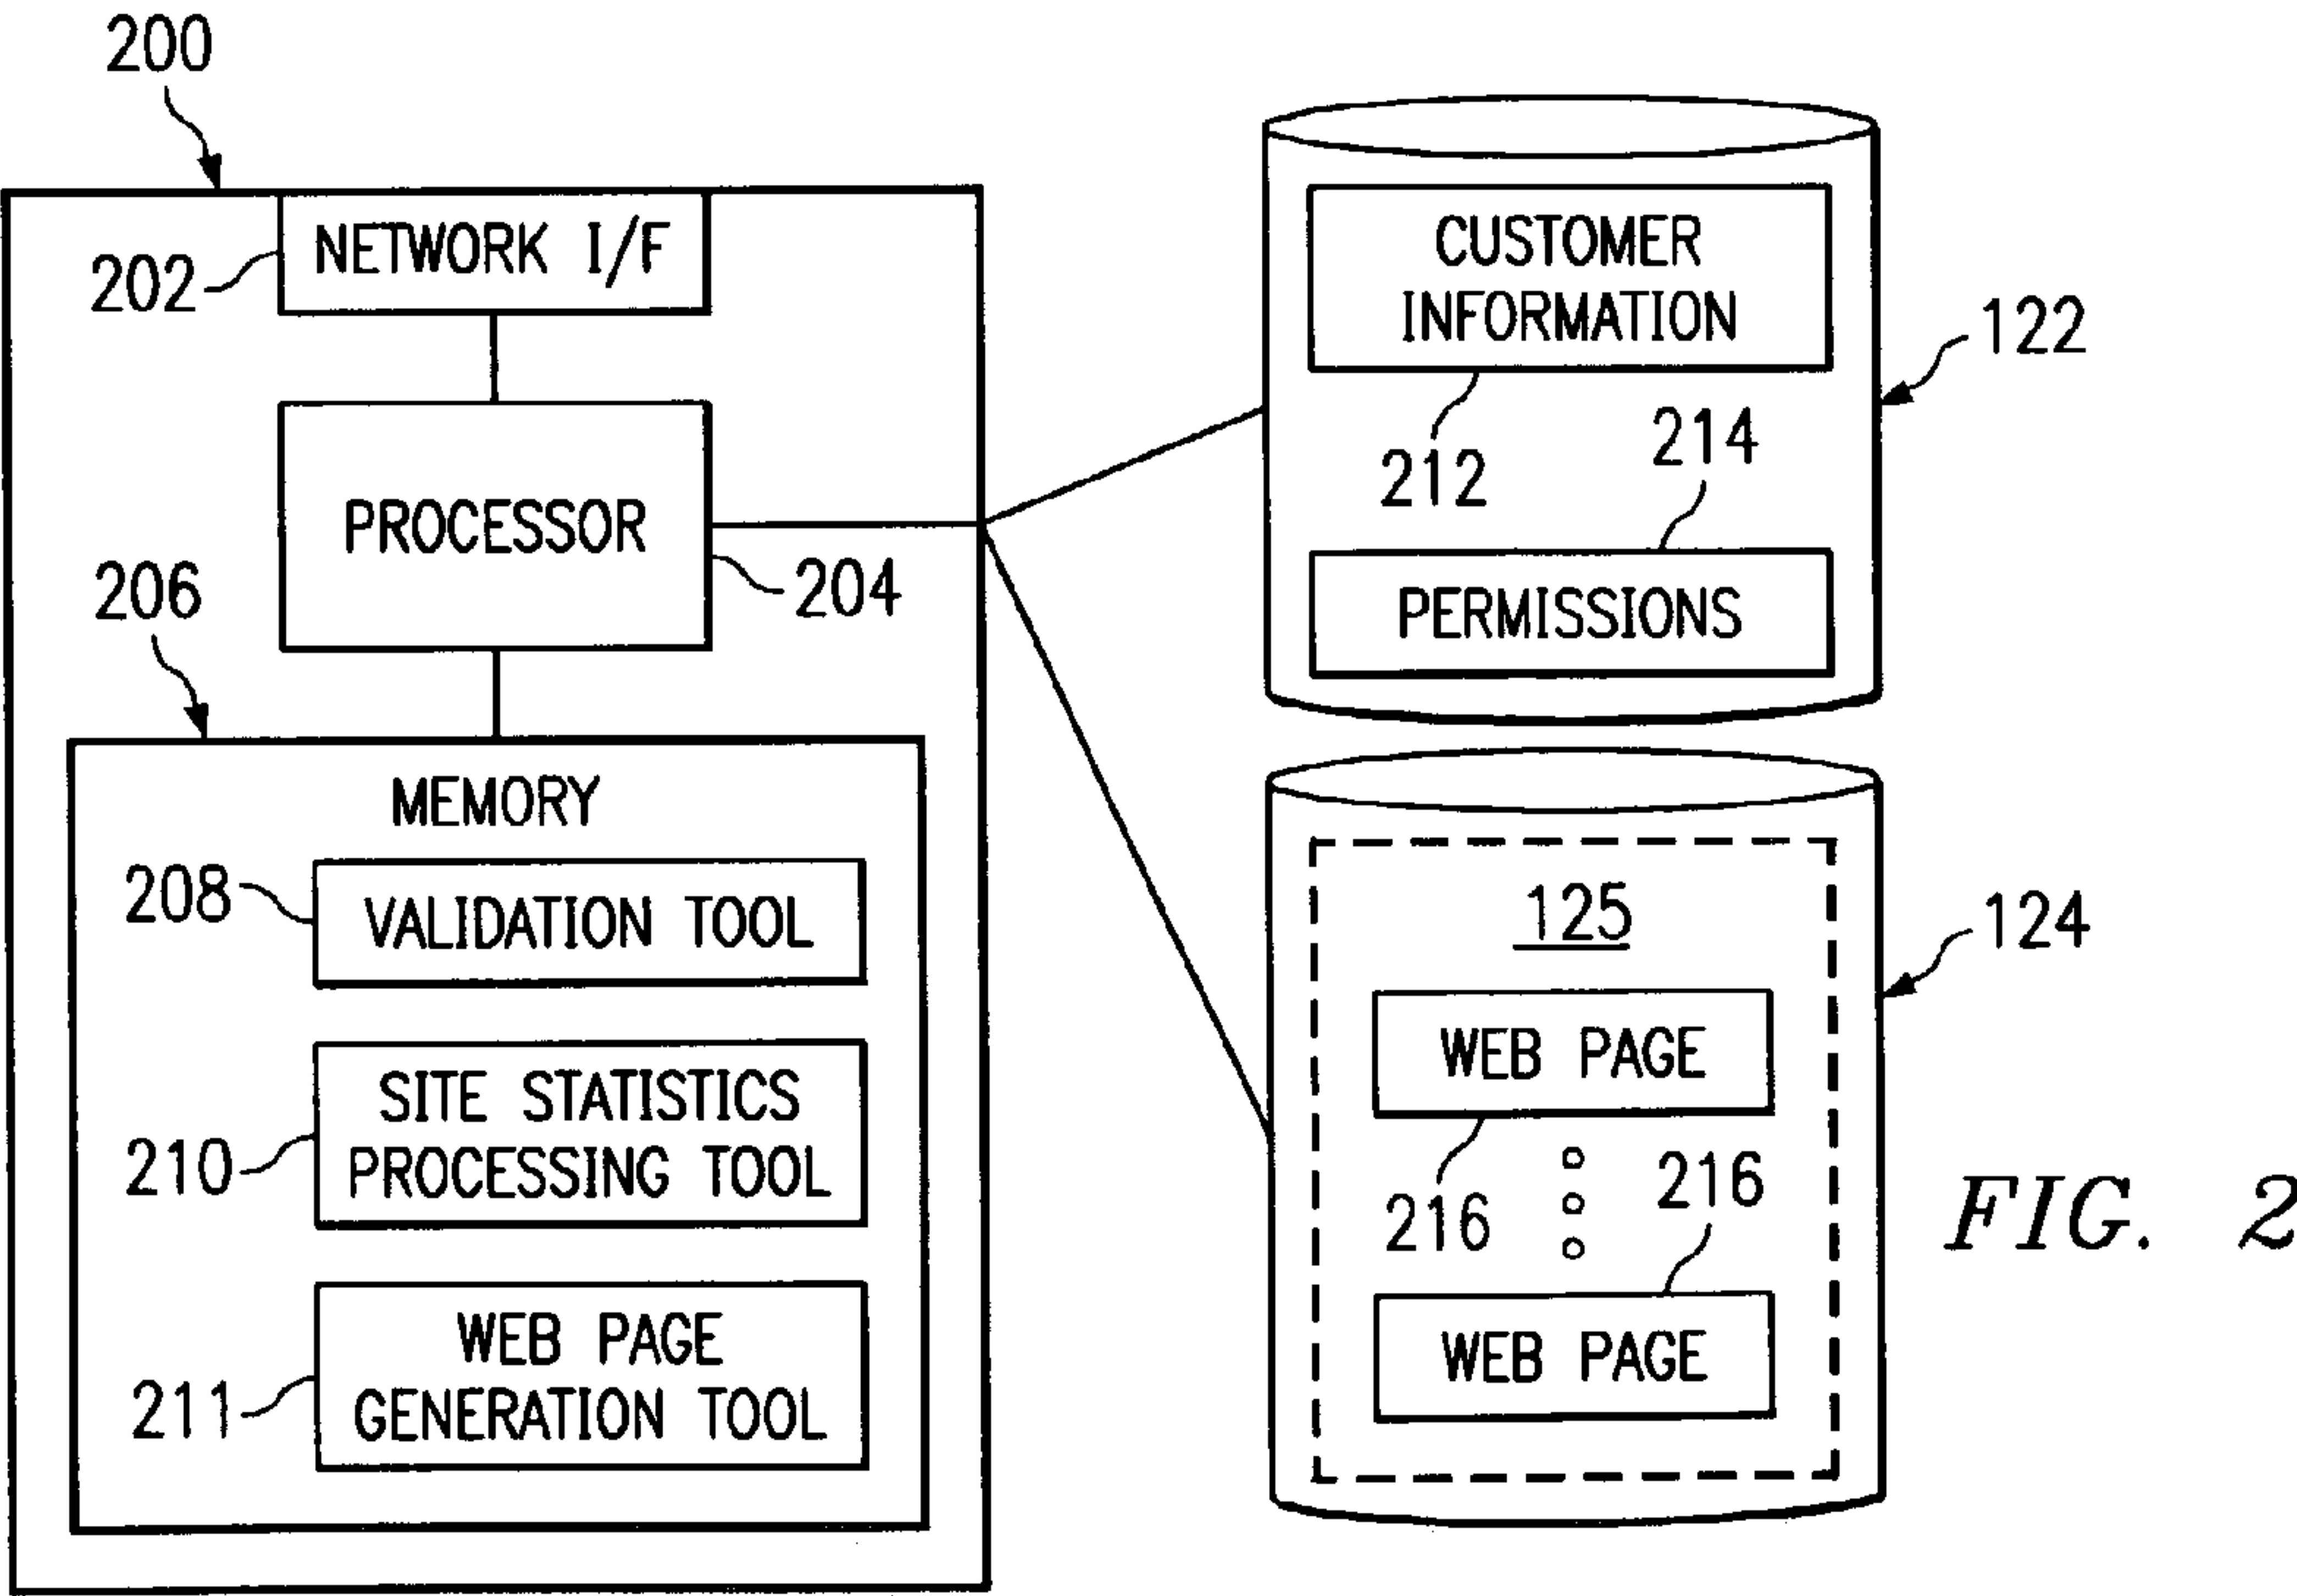 200
NETWORK I/F
202
PROCESSOR
204
206
MEMORY
208
VALIDATION TOOL
SITE STATISTICS
PROCESSING TOOL
210
WEB PAGE
GENERATION TOOL
211
CUSTOMER
INFORMATION
122
212
214
PERMISSIONS
125
124
WEB PAGE
216
216
WEB PAGE
FIG. 2